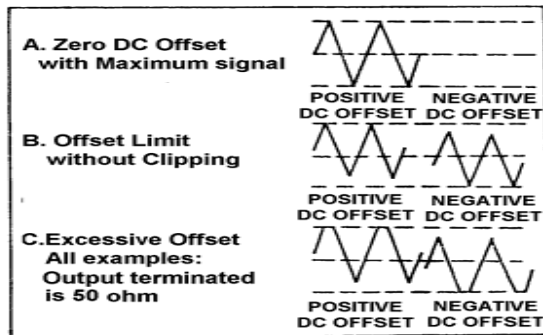 A. Zero DC Offset
with Maximum signal
POSITIVE NEGATIVE
DC OFFSET DC OFFSET
B. Offset Limit
without Clipping
POSITIVE NEGATIVE
DC OFFSET DC OFFSET
C.Excessive Offset
All examples:
Output terminated
is 50 ohm
POSITIVE NEGATIVE
DC OFFSET DC OFFSET